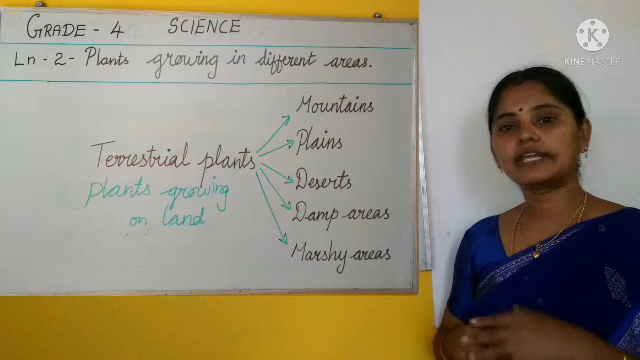 GRADE - 4 SCIENCE
Ln - 2 - Plants growing in different areas.
Mountains
Plains
Terrestrial plants
Plants growing
on land
Deserts
Damp areas
Marshy areas
KINEMASTER